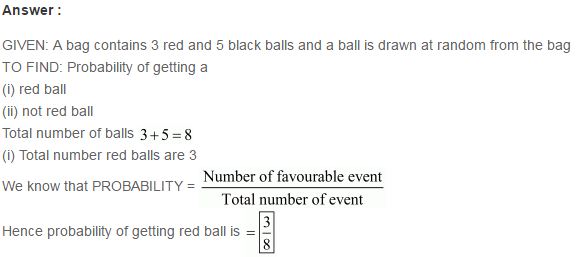 Answer :
GIVEN: A bag contains 3 red and 5 black balls and a ball is drawn at random from the bag
TO FIND: Probability of getting a
(i) red ball
(ii) not red ball
Total number of balls 3+5=8
(i) Total number red balls are 3
We know that PROBABILITY = Number of favourable event / Total number of event
Hence probability of getting red ball is = 3/8